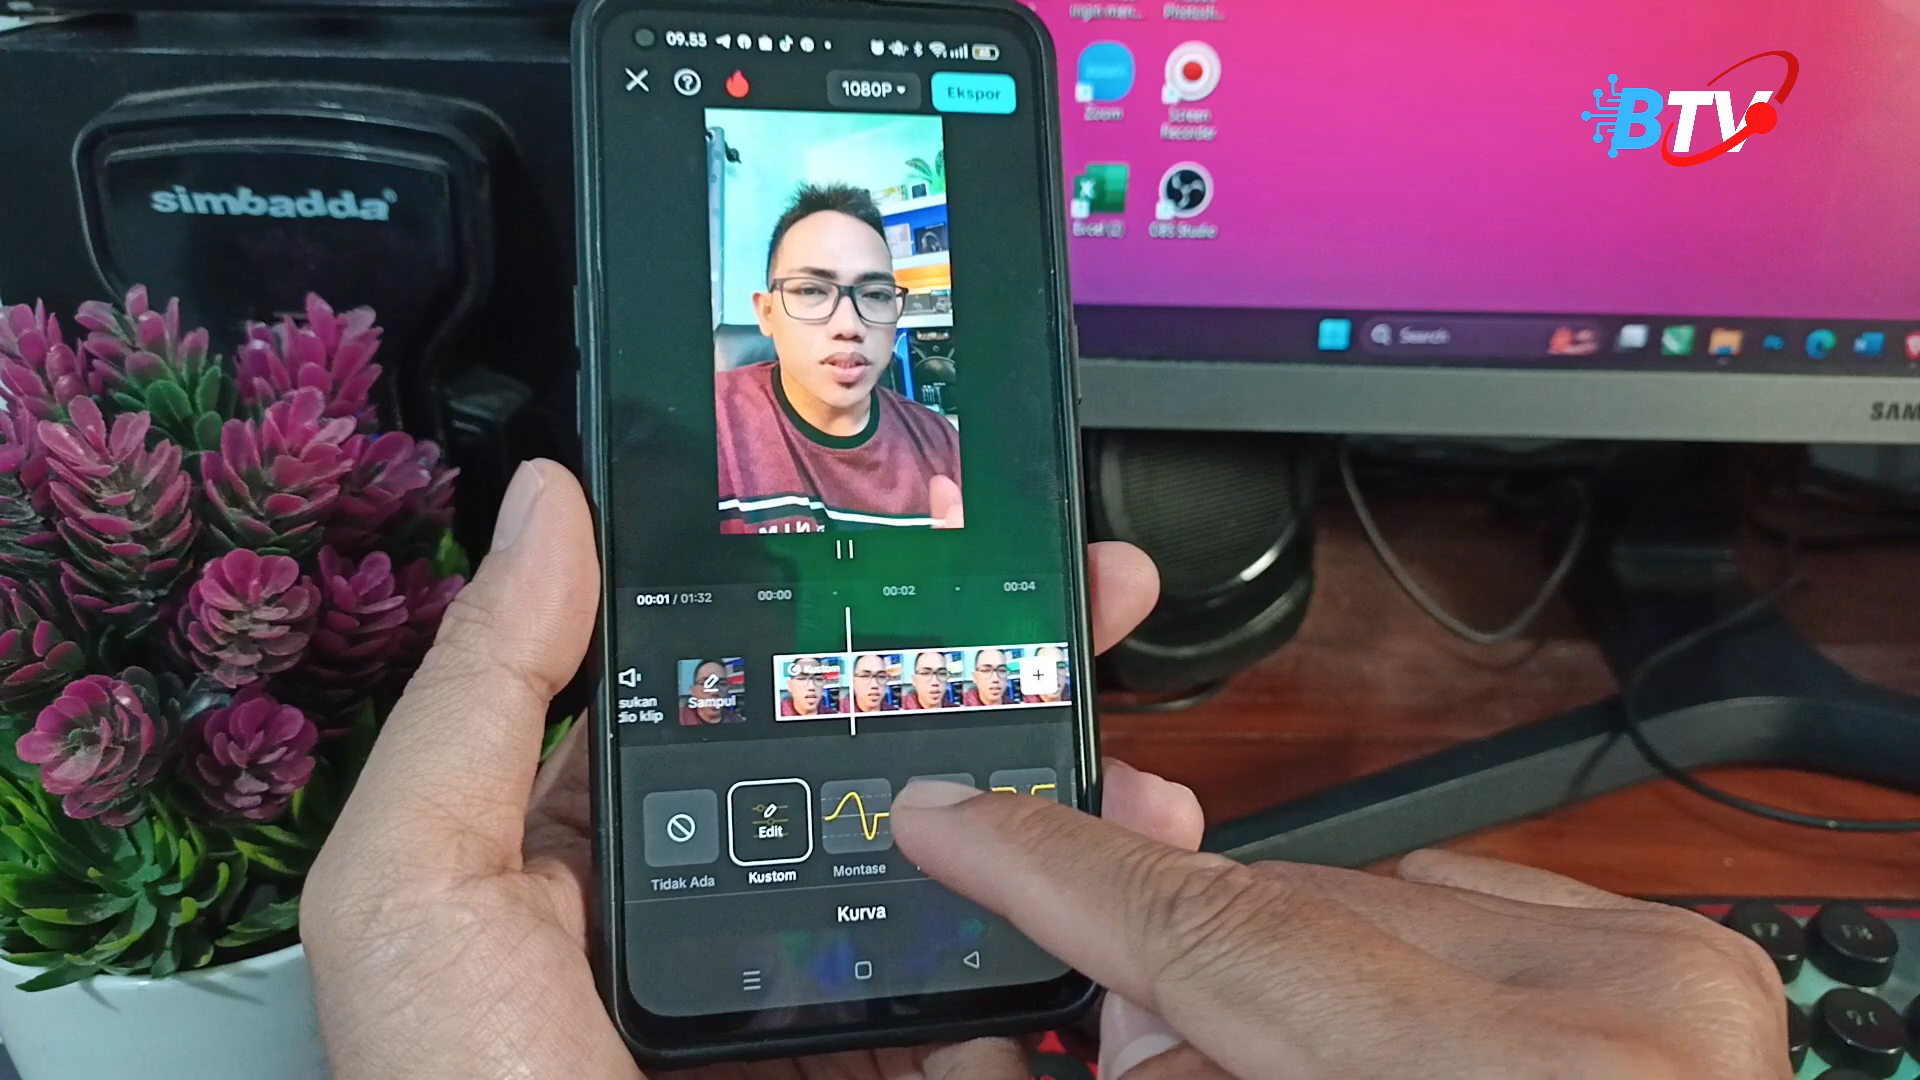 simbadda
09.53
1080P
Ekspor
00:01 / 01:32
00:00
00:02
00:04
Kustom
sukan
dio klip
Sampul
Edit
Tidak Ada
Kustom
Montase
Kurva
Zoom
Screen
Recorder
OBS Studio
Search
SAM
BTV